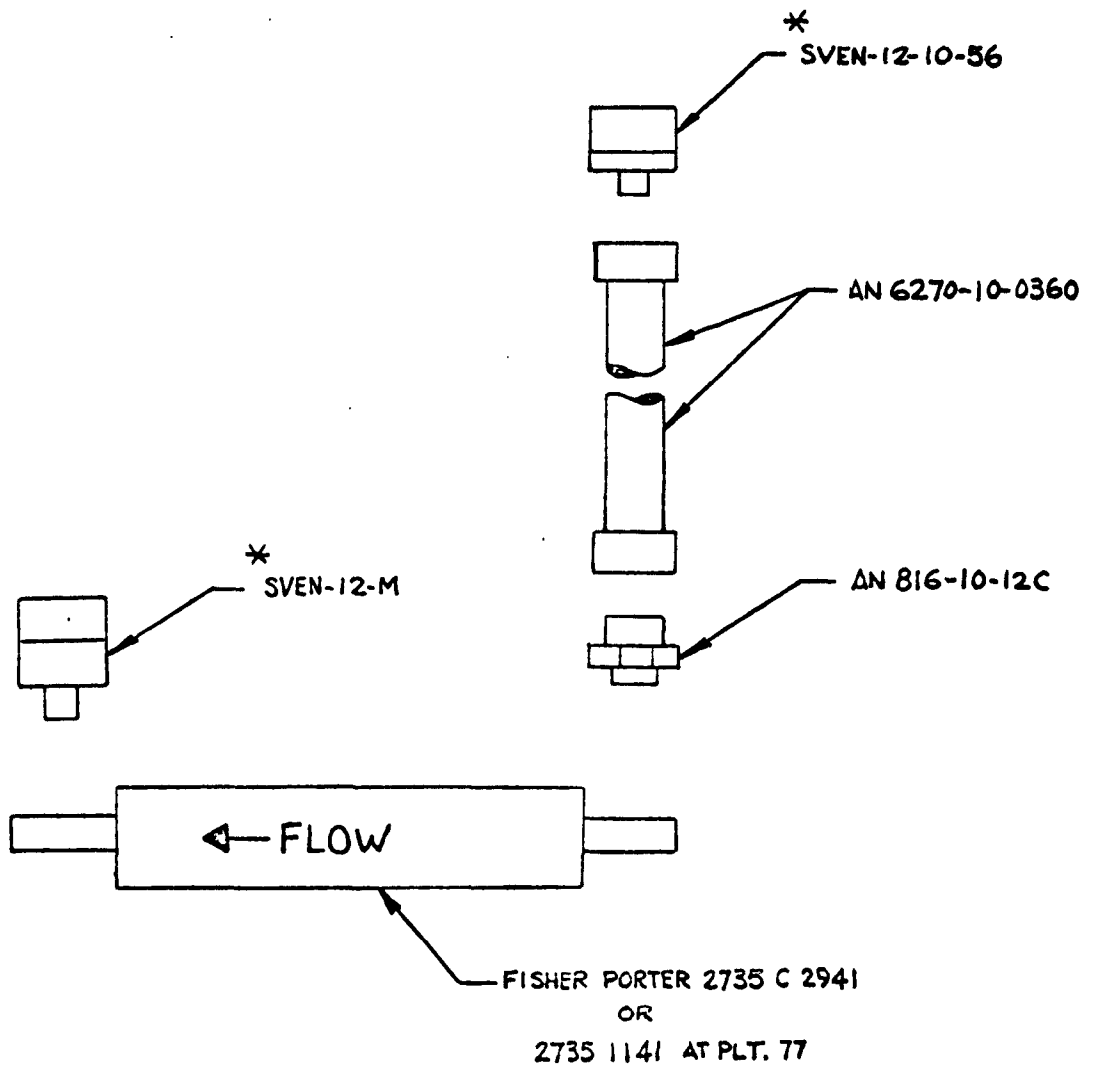 *
SVEN-12-10-56
AN 6270-10-0360
*
SVEN-12-M
AN 816-10-12C
FLOW
FISHER PORTER 2735 C 2941
OR
2735 1141 AT PLT. 77